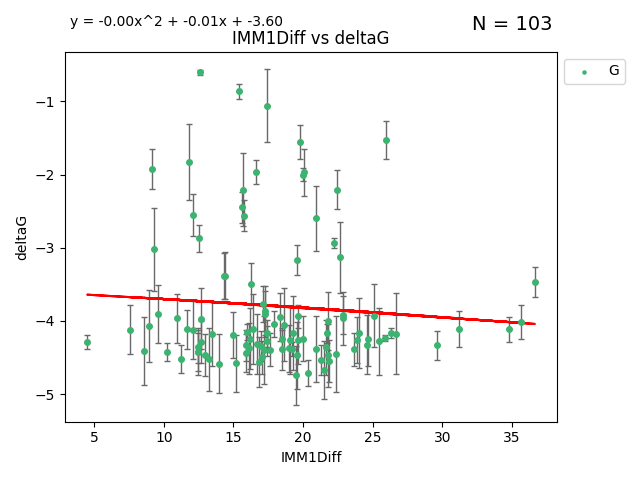 y = -0.00x^2 + -0.01x + -3.60
N = 103
IMM1Diff vs deltaG
G
−1
−2
−3
−4
−5
deltaG
5 10 15 20 25 30 35
IMM1Diff